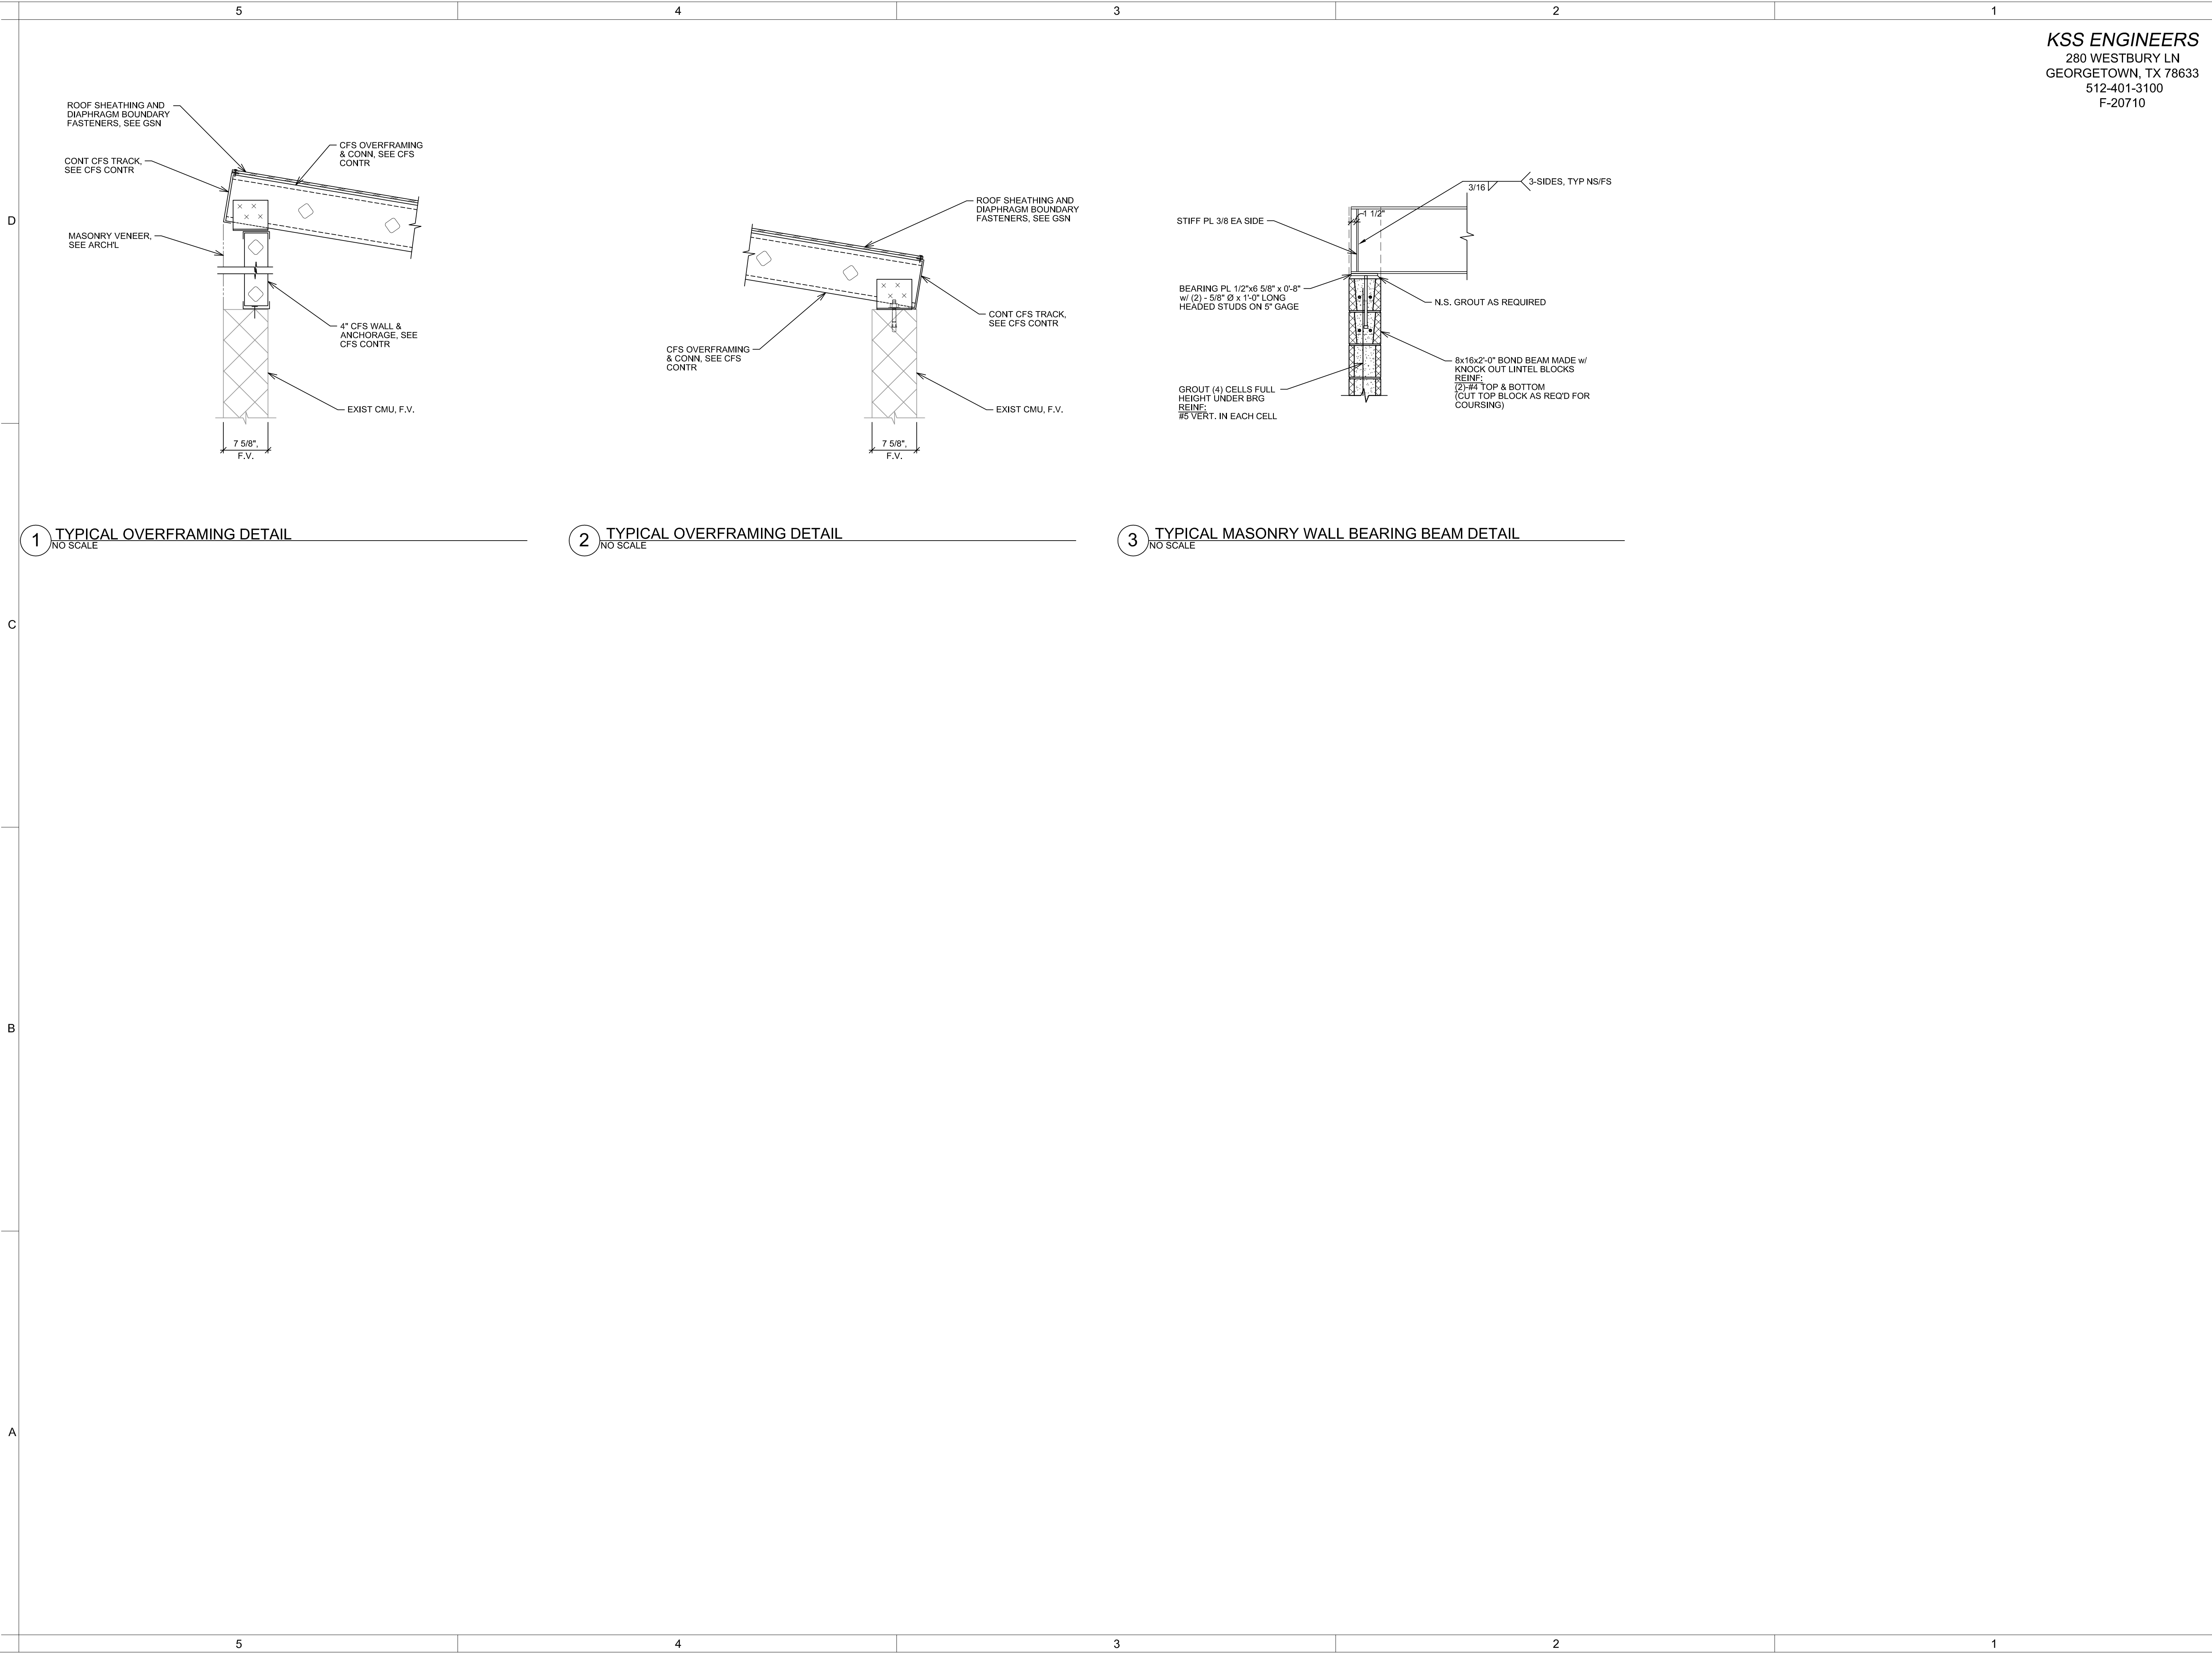 5 4 3 2 1
KSS ENGINEERS
280 WESTBURY LN
GEORGETOWN, TX 78633
512-401-3100
F-20710
D
ROOF SHEATHING AND
DIAPHRAGM BOUNDARY
FASTENERS, SEE GSN
CONT CFS TRACK,
SEE CFS CONTR
MASONRY VENEER,
SEE ARCH'L
CFS OVERFRAMING
& CONN, SEE CFS
CONTR
4" CFS WALL &
ANCHORAGE, SEE
CFS CONTR
EXIST CMU, F.V.
7 5/8",
F.V.
1 TYPICAL OVERFRAMING DETAIL
NO SCALE
ROOF SHEATHING AND
DIAPHRAGM BOUNDARY
FASTENERS, SEE GSN
CONT CFS TRACK,
SEE CFS CONTR
CFS OVERFRAMING
& CONN, SEE CFS
CONTR
EXIST CMU, F.V.
7 5/8",
F.V.
2 TYPICAL OVERFRAMING DETAIL
NO SCALE
3/16
3-SIDES, TYP NS/FS
1 1/2"
STIFF PL 3/8 EA SIDE
BEARING PL 1/2"x6 5/8" x 0'-8"
w/ (2) - 5/8" Ø x 1'-0" LONG
HEADED STUDS ON 5" GAGE
N.S. GROUT AS REQUIRED
8x16x2'-0" BOND BEAM MADE w/
KNOCK OUT LINTEL BLOCKS
REINF:
(2)-#4 TOP & BOTTOM
(CUT TOP BLOCK AS REQ'D FOR
COURSING)
GROUT (4) CELLS FULL
HEIGHT UNDER BRG
REINF:
#5 VERT. IN EACH CELL
3 TYPICAL MASONRY WALL BEARING BEAM DETAIL
NO SCALE
C
B
A
5 4 3 2 1